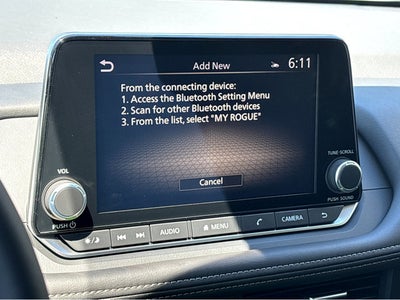 Add New
6:11
From the connecting device:
1. Access the Bluetooth Setting Menu
2. Scan for other Bluetooth devices
3. From the list, select "MY ROGUE"
Cancel
VOL
PUSH
TUNE·SCROLL
PUSH SOUND
AUDIO
MENU
CAMERA